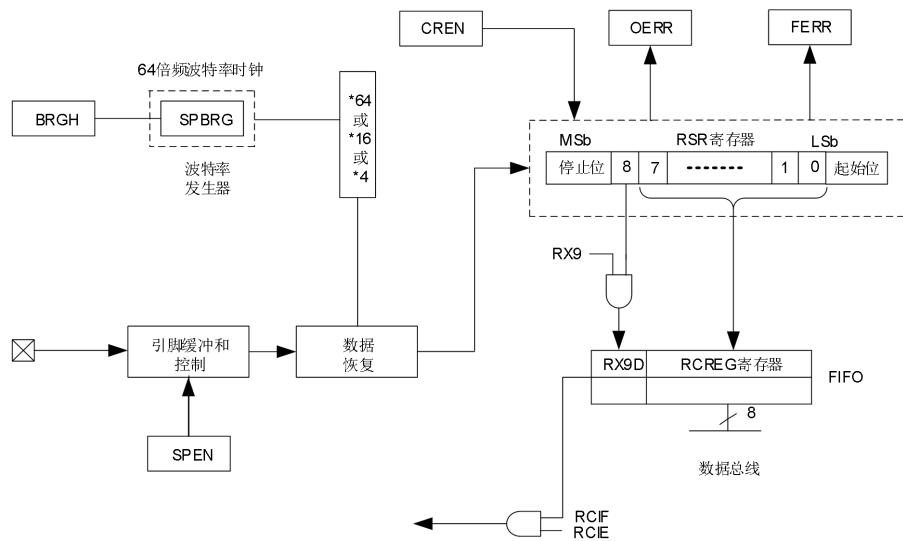 CREN
OERR
FERR
64倍频波特率时钟
BRGH
SPBRG
波特率
发生器
*64
或
*16
或
*4
MSb
RSR寄存器
LSb
停止位
8
7
1
0
起始位
RX9
引脚缓冲和
控制
数据
恢复
RX9D
RCREG寄存器
FIFO
8
SPEN
数据总线
RCIF
RCIE